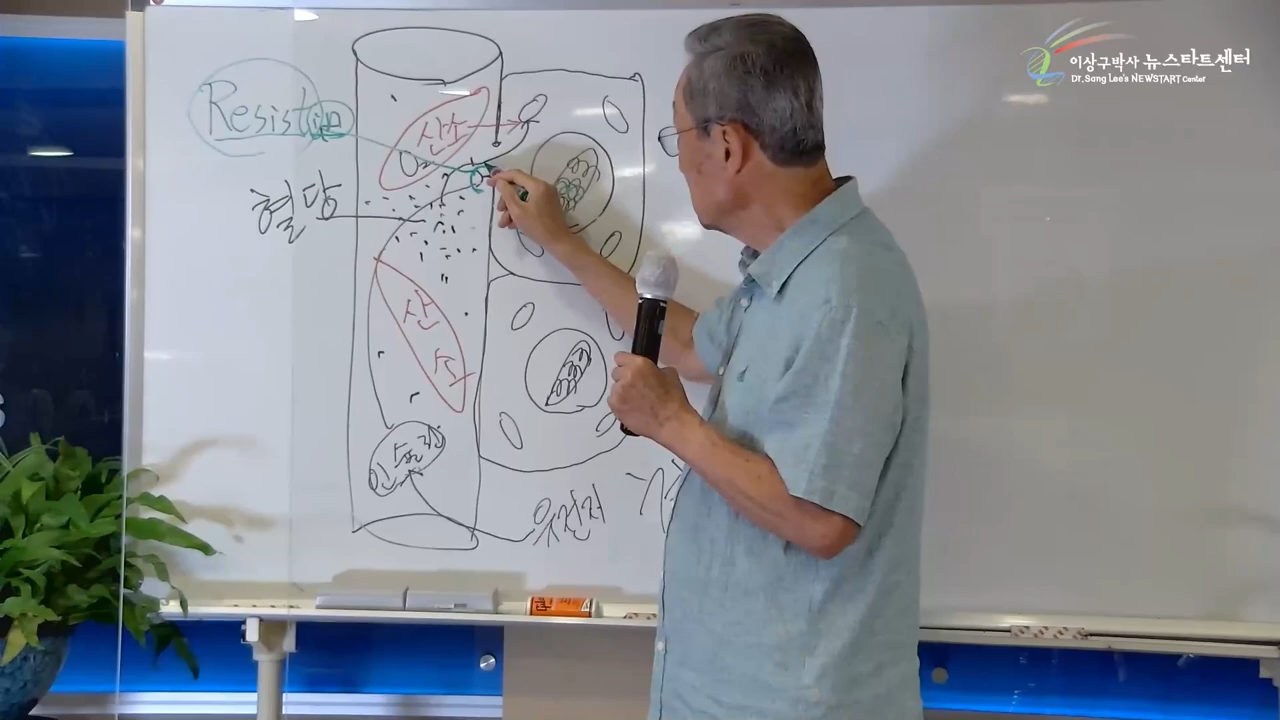 이상구박사 뉴스타트센터
Dr. Sang Lee's NEWSTART Center
Resistin
산소
O₂
혈당
산소
인슐린
유전자